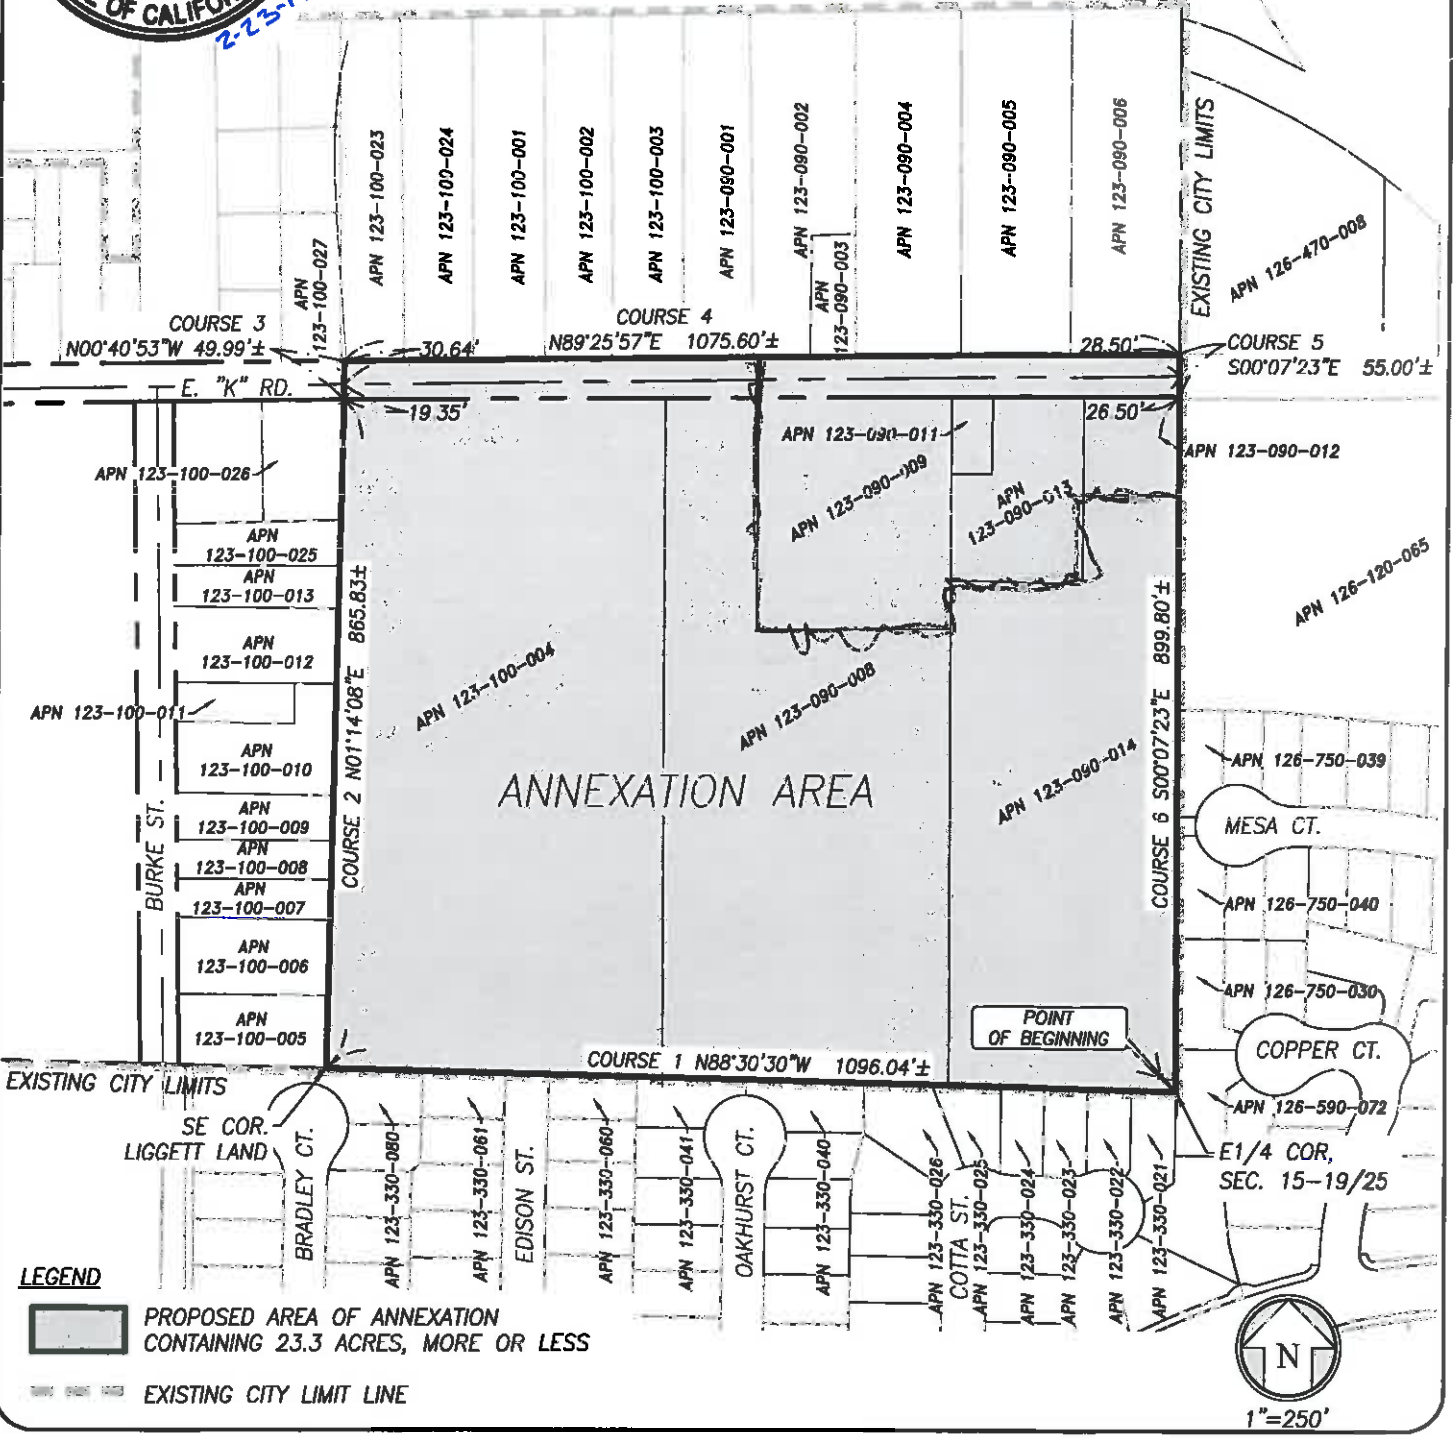 E OF CALIFOR
2-23-1
EXISTING CITY LIMITS
APN 123-100-023
APN 123-100-024
APN 123-100-001
APN 123-100-002
APN 123-100-003
APN 123-090-001
APN 123-090-002
APN 123-090-004
APN 123-090-005
APN 123-090-006
APN
123-100-027
APN
123-090-003
APN 126-470-008
COURSE 3
N00°40'53"W 49.99'±
COURSE 4
N89°25'57"E 1075.60'±
30.64'
28.50'
COURSE 5
S00°07'23"E 55.00'±
E. "K" RD.
19.35'
26.50'
APN 123-090-011
APN 123-090-012
APN 123-100-026
APN 123-090-009
APN
123-090-013
APN
123-100-025
APN
123-100-013
APN
123-100-012
APN 123-100-011
APN
123-100-010
APN
123-100-009
APN
123-100-008
APN
123-100-007
APN
123-100-006
APN
123-100-005
BURKE ST.
COURSE 2 N01°14'08"E 865.83±
APN 123-100-004
APN 123-090-008
APN 123-090-014
ANNEXATION AREA
COURSE 6 S00°07'23"E 899.80'±
APN 126-120-065
APN 126-750-039
MESA CT.
APN 126-750-040
APN 126-750-030
COPPER CT.
APN 126-590-072
POINT
OF BEGINNING
COURSE 1 N88°30'30"W 1096.04'±
EXISTING CITY LIMITS
SE COR.
LIGGETT LAND
E1/4 COR,
SEC. 15-19/25
BRADLEY CT.
APN 123-330-080
APN 123-330-061
EDISON ST.
APN 123-330-060
APN 123-330-041
OAKHURST CT.
APN 123-330-040
APN 123-330-026
COTTA ST.
APN 123-330-025
APN 123-330-024
APN 123-330-023
APN 123-330-022
APN 123-330-021
LEGEND
PROPOSED AREA OF ANNEXATION
CONTAINING 23.3 ACRES, MORE OR LESS
EXISTING CITY LIMIT LINE
N
1"=250'